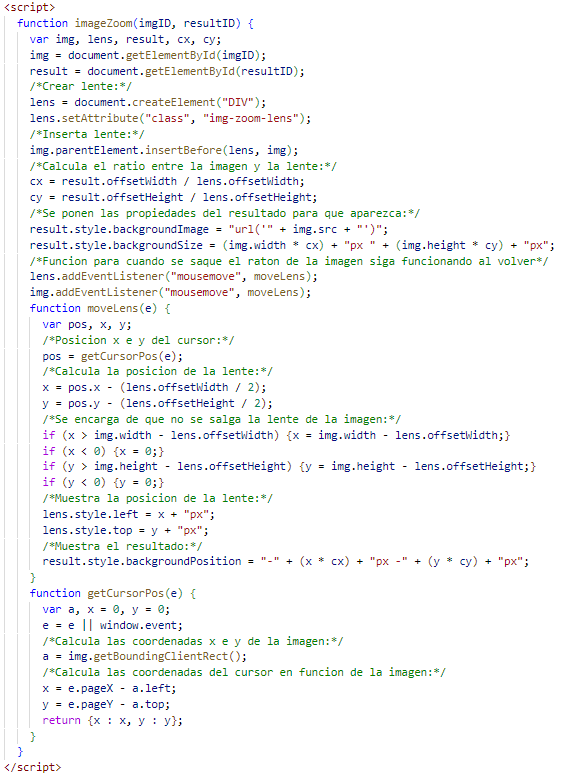 <script>
function imageZoom(imgID, resultID) {
var img, lens, result, cx, cy;
img = document.getElementById(imgID);
result = document.getElementById(resultID);
/*Crear lente:*/
lens = document.createElement("DIV");
lens.setAttribute("class", "img-zoom-lens");
/*Inserta lente:*/
img.parentElement.insertBefore(lens, img);
/*Calcula el ratio entre la imagen y la lente:*/
cx = result.offsetWidth / lens.offsetWidth;
cy = result.offsetHeight / lens.offsetHeight;
/*Se ponen las propiedades del resultado para que aparezca:*/
result.style.backgroundImage = "url('" + img.src + "')";
result.style.backgroundSize = (img.width * cx) + "px " + (img.height * cy) + "px";
/*Funcion para cuando se saque el raton de la imagen siga funcionando al volver*/
lens.addEventListener("mousemove", moveLens);
img.addEventListener("mousemove", moveLens);
function moveLens(e) {
var pos, x, y;
/*Posicion x e y del cursor:*/
pos = getCursorPos(e);
/*Calcula la posicion de la lente:*/
x = pos.x - (lens.offsetWidth / 2);
y = pos.y - (lens.offsetHeight / 2);
/*Se encarga de que no se salga la lente de la imagen:*/
if (x > img.width - lens.offsetWidth) {x = img.width - lens.offsetWidth;}
if (x < 0) {x = 0;}
if (y > img.height - lens.offsetHeight) {y = img.height - lens.offsetHeight;}
if (y < 0) {y = 0;}
/*Muestra la posicion de la lente:*/
lens.style.left = x + "px";
lens.style.top = y + "px";
/*Muestra el resultado:*/
result.style.backgroundPosition = "-" + (x * cx) + "px -" + (y * cy) + "px";
}
function getCursorPos(e) {
var a, x = 0, y = 0;
e = e || window.event;
/*Calcula las coordenadas x e y de la imagen:*/
a = img.getBoundingClientRect();
/*Calcula las coordenadas del cursor en funcion de la imagen:*/
x = e.pageX - a.left;
y = e.pageY - a.top;
return {x : x, y : y};
}
}
</script>